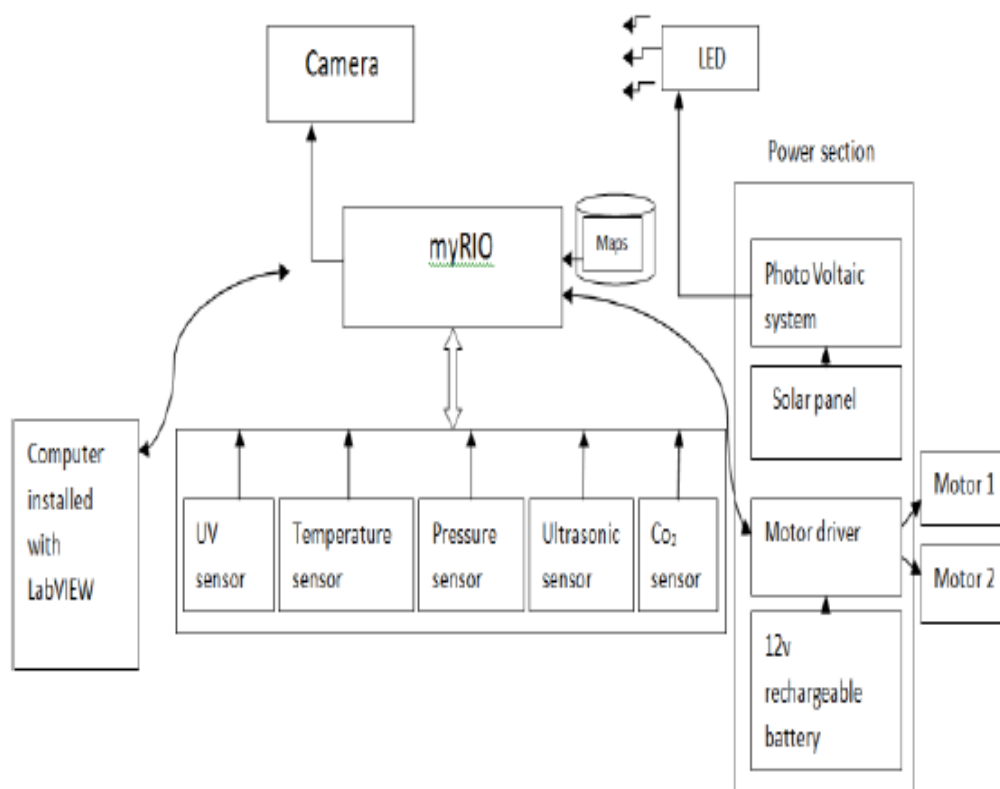 Camera
LED
Power section
myRIO
Maps
Photo Voltaic
system
Solar panel
Computer
installed
with
LabVIEW
UV
sensor
Temperature
sensor
Pressure
sensor
Ultrasonic
sensor
Co₂
sensor
Motor driver
Motor 1
Motor 2
12v
rechargeable
battery